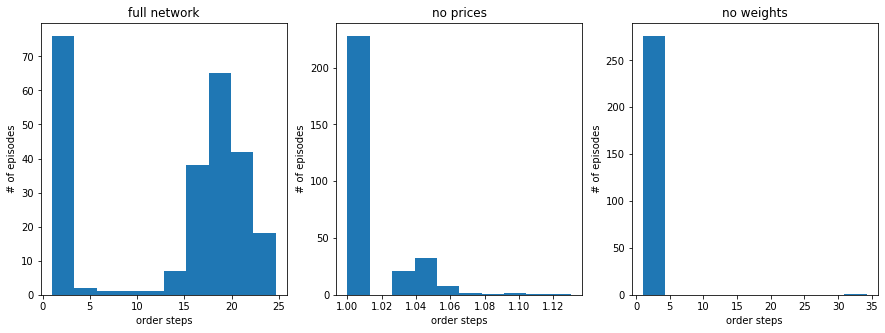 full network
no prices
no weights
# of episodes
70
60
50
40
30
20
10
0
0 5 10 15 20 25
order steps
# of episodes
200
150
100
50
0
1.00 1.02 1.04 1.06 1.08 1.10 1.12
order steps
# of episodes
250
200
150
100
50
0
0 5 10 15 20 25 30 35
order steps